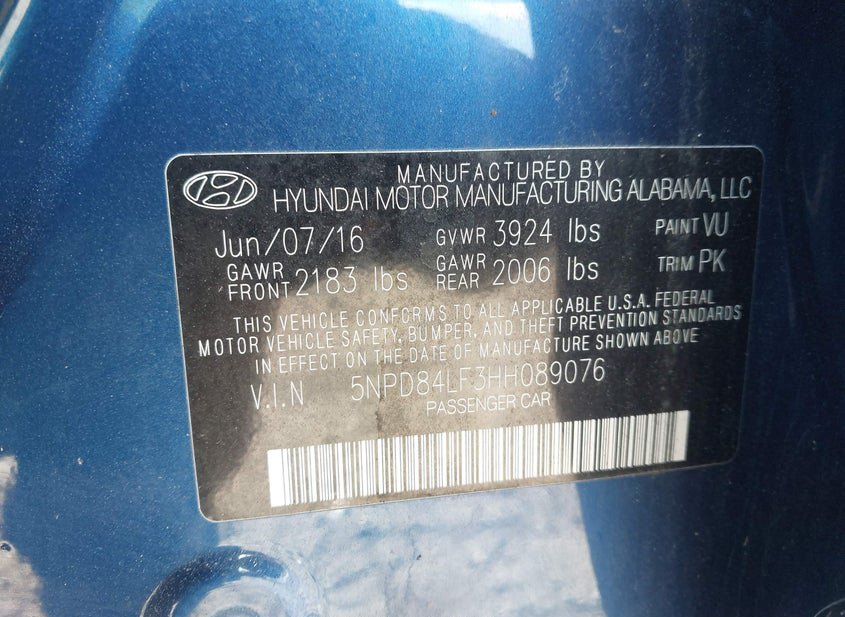 MANUFACTURED BY
HYUNDAI MOTOR MANUFACTURING ALABAMA, LLC
Jun/07/16 GVWR 3924 lbs PAINT VU
GAWR FRONT 2183 lbs GAWR REAR 2006 lbs TRIM PK
THIS VEHICLE CONFORMS TO ALL APPLICABLE U.S.A. FEDERAL
MOTOR VEHICLE SAFETY, BUMPER, AND THEFT PREVENTION STANDARDS
IN EFFECT ON THE DATE OF MANUFACTURE SHOWN ABOVE
V.I.N 5NPD84LF3HH089076
PASSENGER CAR